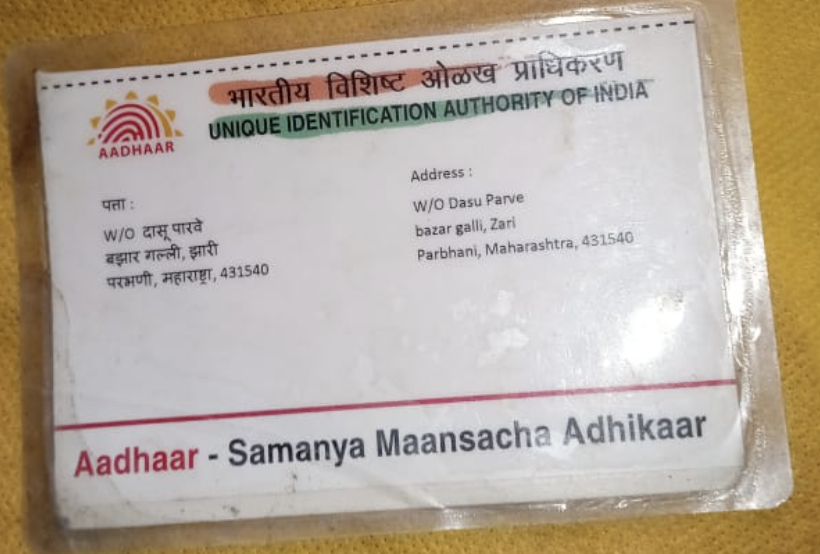 भारतीय विशिष्ट ओळख प्राधिकरण
UNIQUE IDENTIFICATION AUTHORITY OF INDIA
AADHAAR
पत्ता :
W/O दासू पारवे
बझार गल्ली, झारी
परभणी, महाराष्ट्रा, 431540
Address :
W/O Dasu Parve
bazar galli, Zari
Parbhani, Maharashtra, 431540
Aadhaar - Samanya Maansacha Adhikaar